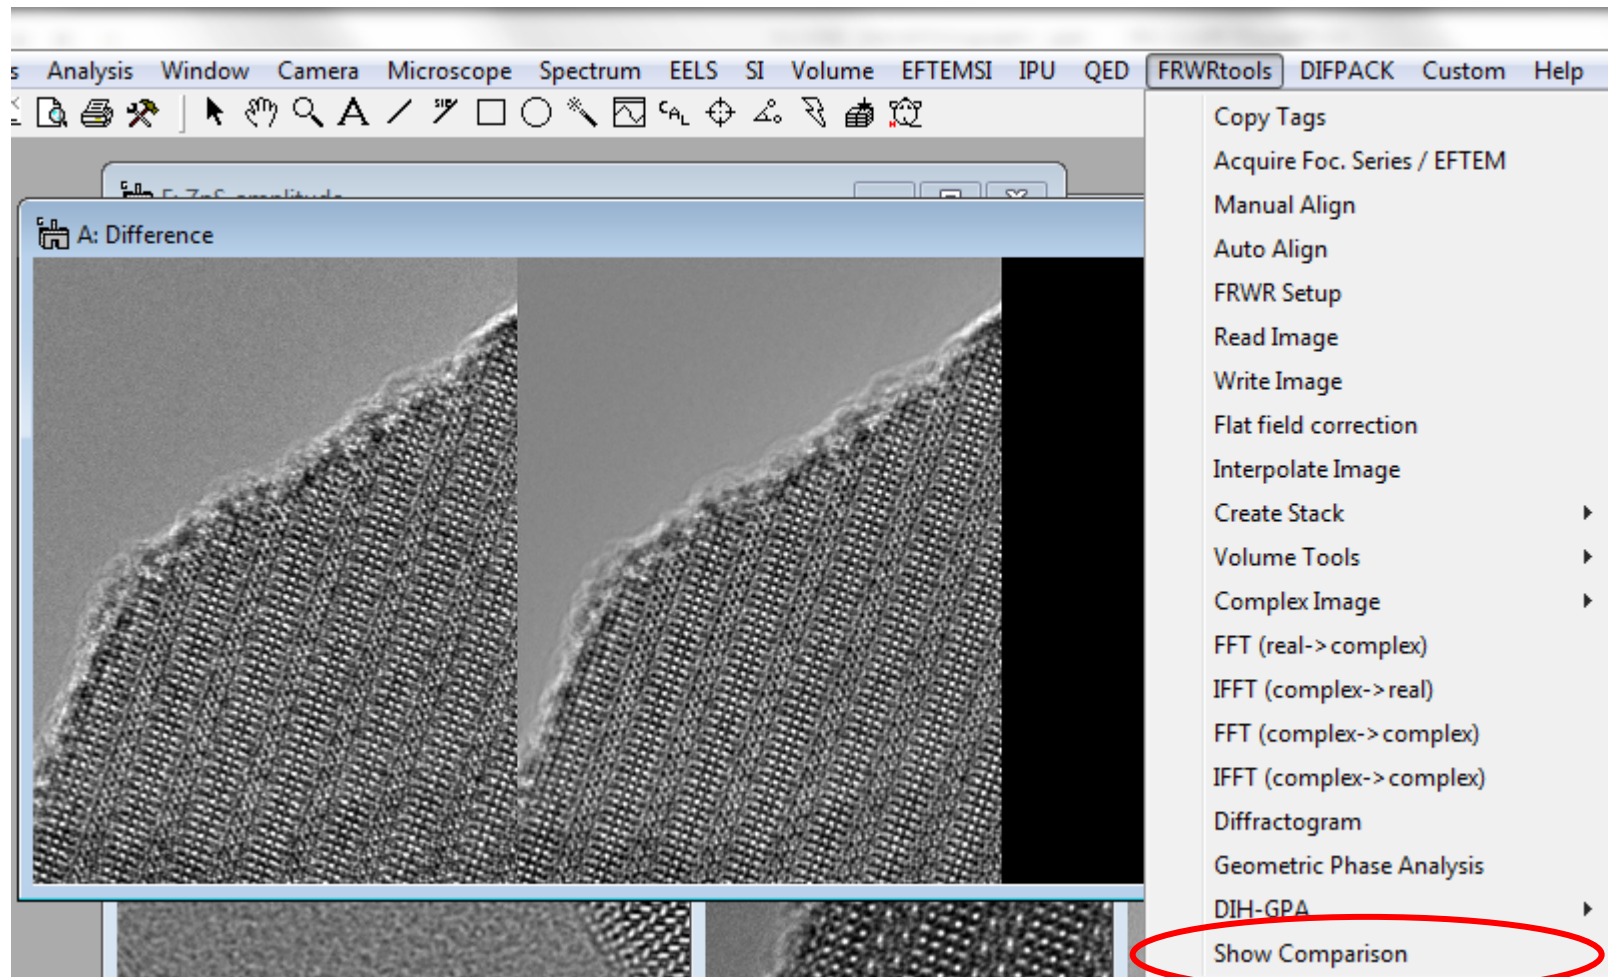 s Analysis Window Camera Microscope Spectrum EELS SI Volume EFTEMSI IPU QED FRWRtools DIFPACK Custom Help
A: Difference
Copy Tags
Acquire Foc. Series / EFTEM
Manual Align
Auto Align
FRWR Setup
Read Image
Write Image
Flat field correction
Interpolate Image
Create Stack
Volume Tools
Complex Image
FFT (real->complex)
IFFT (complex->real)
FFT (complex->complex)
IFFT (complex->complex)
Diffractogram
Geometric Phase Analysis
DIH-GPA
Show Comparison